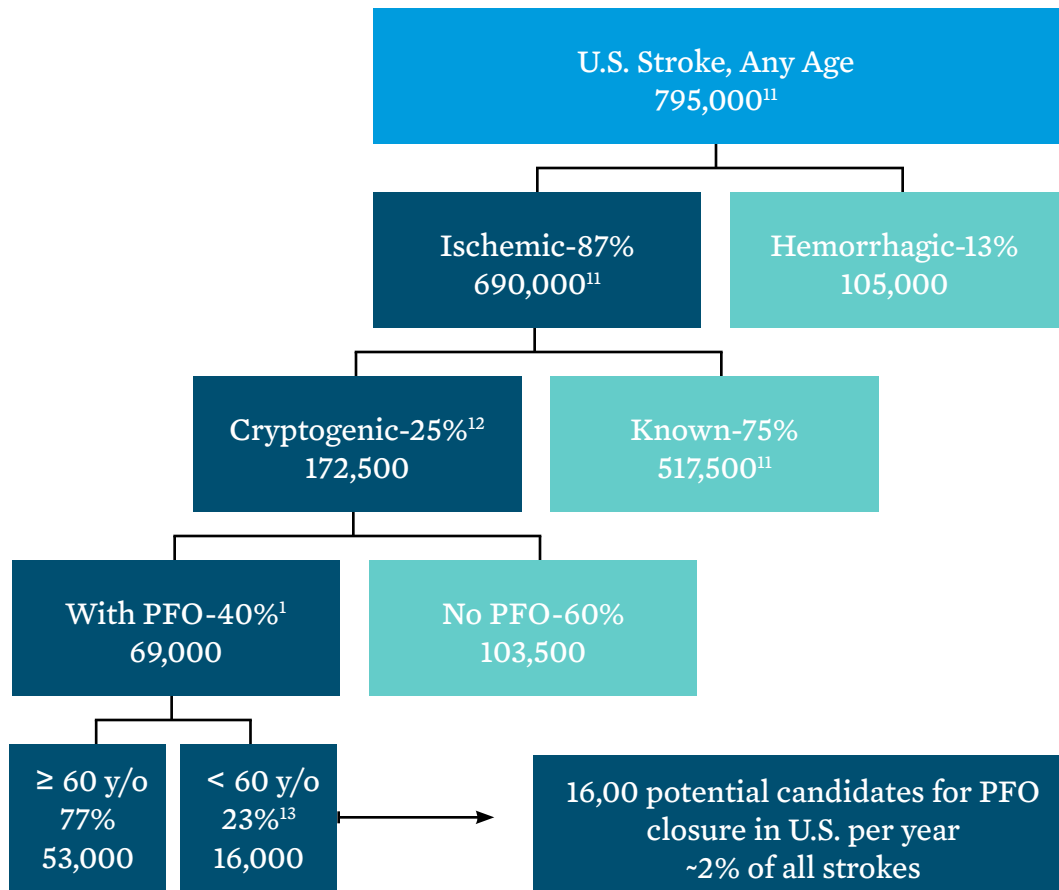 U.S. Stroke, Any Age
795,000¹¹
Ischemic-87%
690,000¹¹
Hemorrhagic-13%
105,000
Cryptogenic-25%¹²
172,500
Known-75%
517,500¹¹
With PFO-40%¹
69,000
No PFO-60%
103,500
≥ 60 y/o
77%
53,000
< 60 y/o
23%¹³
16,000
16,00 potential candidates for PFO
closure in U.S. per year
~2% of all strokes